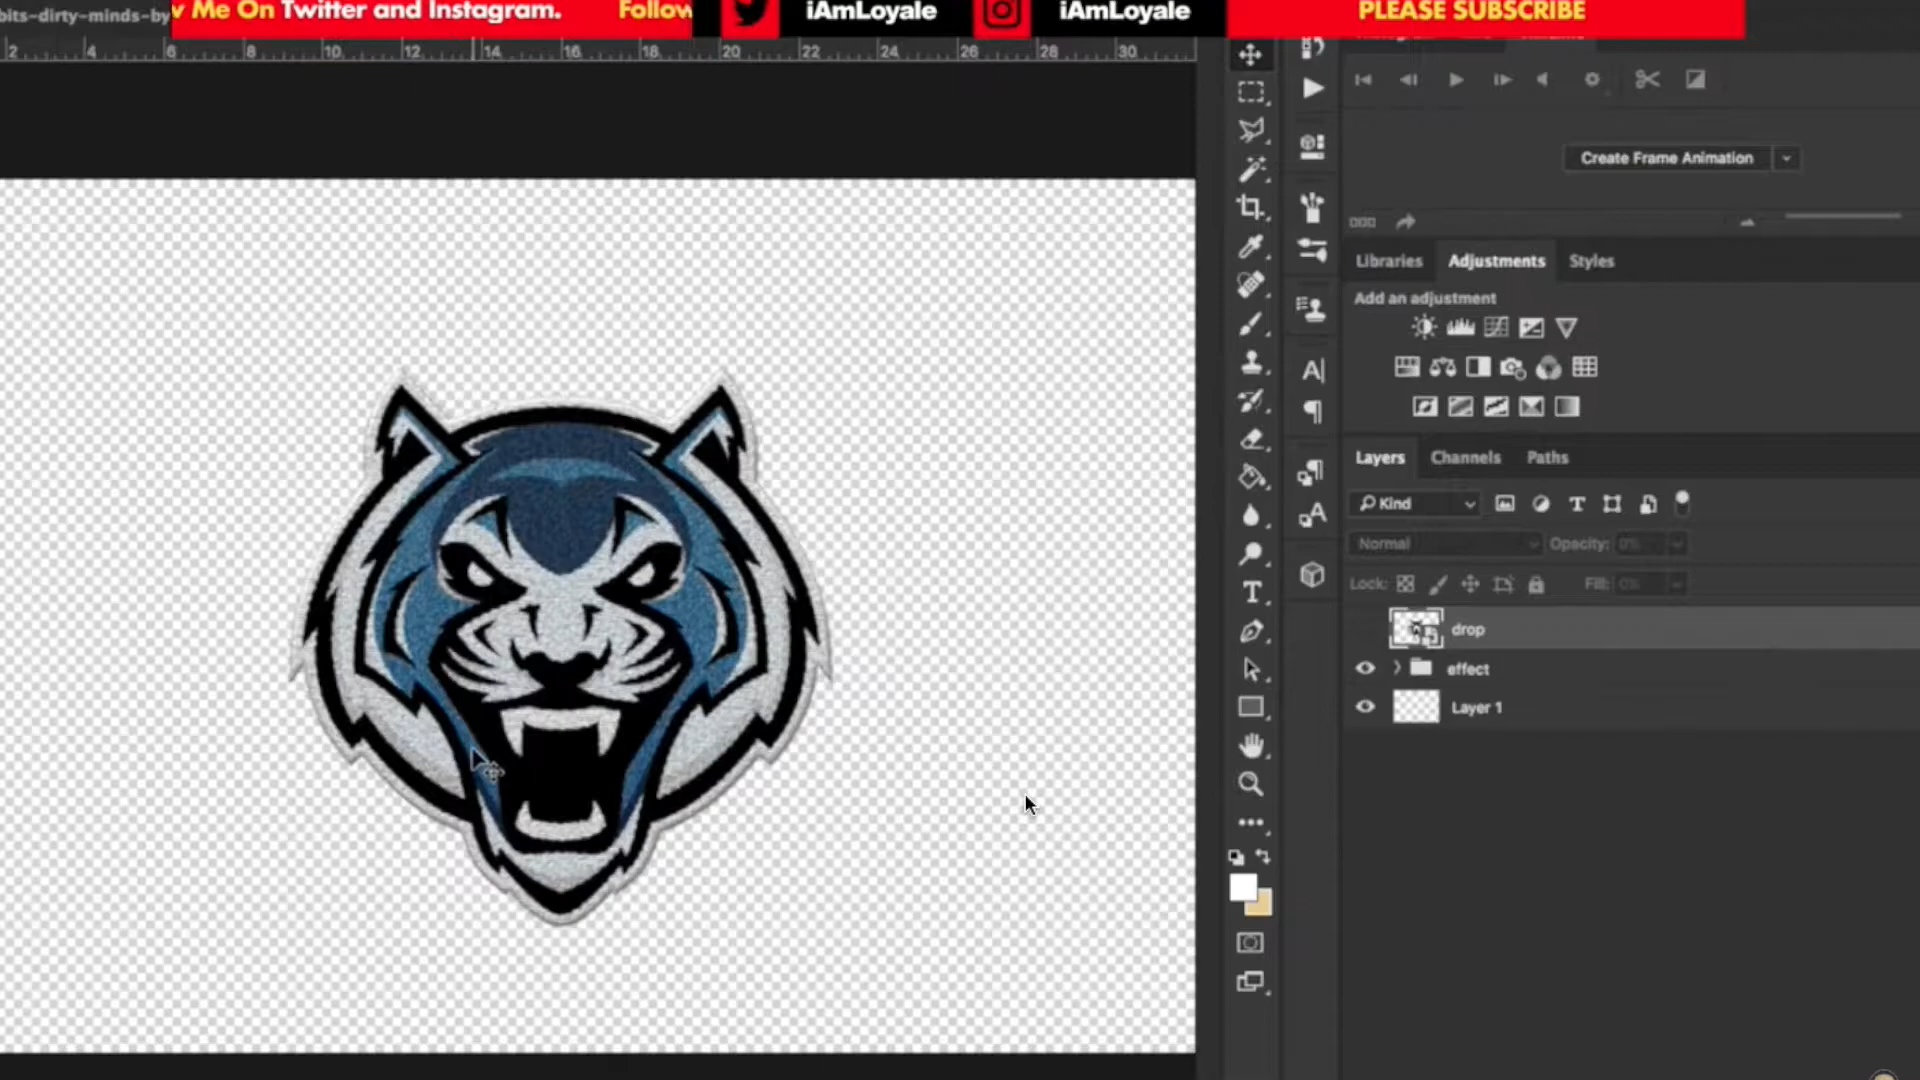 bits-dirty-minds-by
v Me On Twitter and Instagram. Follow iAmLoyale iAmLoyale PLEASE SUBSCRIBE
2 4 6 8 10 12 14 16 18 20 22 24 26 28 30
Create Frame Animation
Libraries Adjustments Styles
Add an adjustment
Layers Channels Paths
Kind
Normal Opacity: 0%
Lock: Fill: 0%
drop
effect
Layer 1